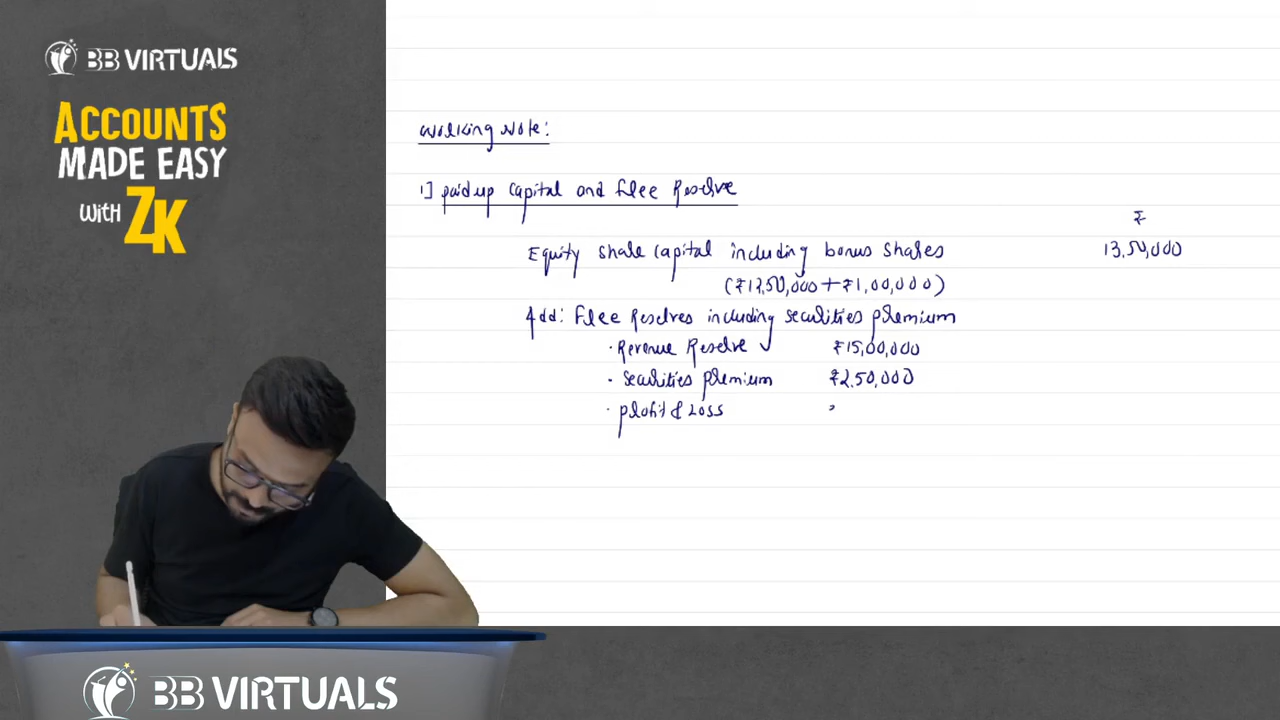 BB VIRTUALS
ACCOUNTS
MADE EASY
WITH ZK
Working Note:
1] Paidup Capital and Free Reserve
₹
Equity Share Capital including bonus shares 13,50,000
(₹12,50,000+₹1,00,000)
Add: Free Reserves including securities premium
· Revenue Reserve ₹15,00,000
· Securities premium ₹2,50,000
· Profit & Loss
BB VIRTUALS